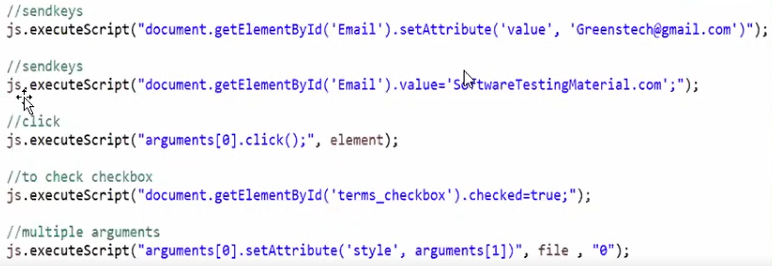 //sendkeys
js.executeScript("document.getElementById('Email').setAttribute('value', 'Greenstech@gmail.com')");
//sendkeys
js.executeScript("document.getElementById('Email').value='SoftwareTestingMaterial.com';");
//click
js.executeScript("arguments[0].click();", element);
//to check checkbox
js.executeScript("document.getElementById('terms_checkbox').checked=true;");
//multiple arguments
js.executeScript("arguments[0].setAttribute('style', arguments[1])", file , "0");